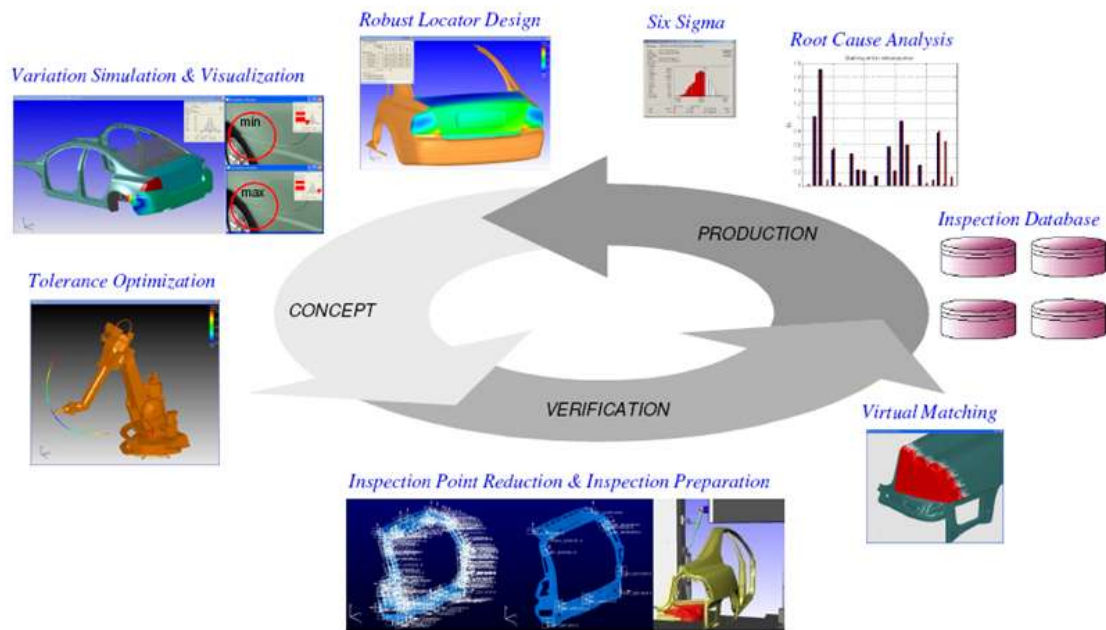 Robust Locator Design
Six Sigma
Root Cause Analysis
Variation Simulation & Visualization
min
max
PRODUCTION
Inspection Database
Tolerance Optimization
CONCEPT
VERIFICATION
Virtual Matching
Inspection Point Reduction & Inspection Preparation